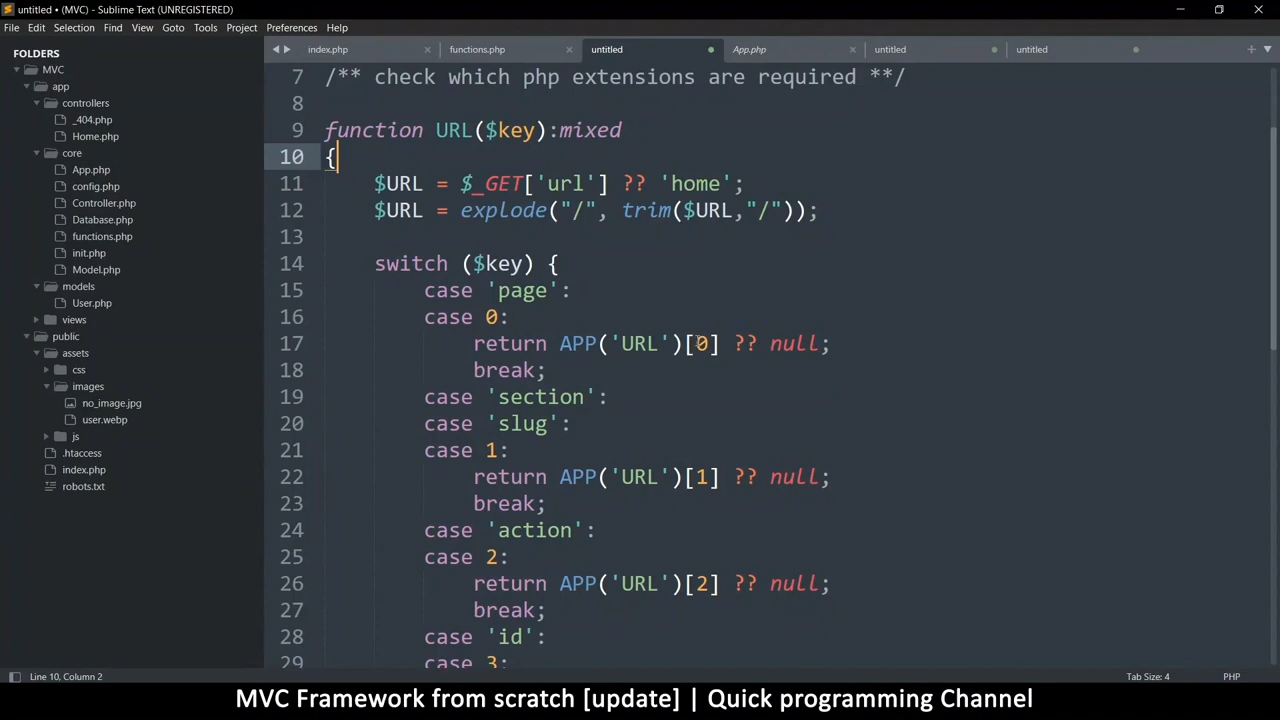 untitled • (MVC) - Sublime Text (UNREGISTERED)
File Edit Selection Find View Goto Tools Project Preferences Help
FOLDERS
MVC
app
controllers
_404.php
Home.php
core
App.php
config.php
Controller.php
Database.php
functions.php
init.php
Model.php
models
User.php
views
public
assets
css
images
no_image.jpg
user.webp
js
.htaccess
index.php
robots.txt
index.php functions.php untitled App.php untitled untitled
7 /** check which php extensions are required **/
8
9 function URL($key):mixed
10 {
11 $URL = $_GET['url'] ?? 'home';
12 $URL = explode("/", trim($URL,"/"));
13
14 switch ($key) {
15 case 'page':
16 case 0:
17 return APP('URL')[0] ?? null;
18 break;
19 case 'section':
20 case 'slug':
21 case 1:
22 return APP('URL')[1] ?? null;
23 break;
24 case 'action':
25 case 2:
26 return APP('URL')[2] ?? null;
27 break;
28 case 'id':
29 case 3:
Line 10, Column 2 Tab Size: 4 PHP
MVC Framework from scratch [update] | Quick programming Channel